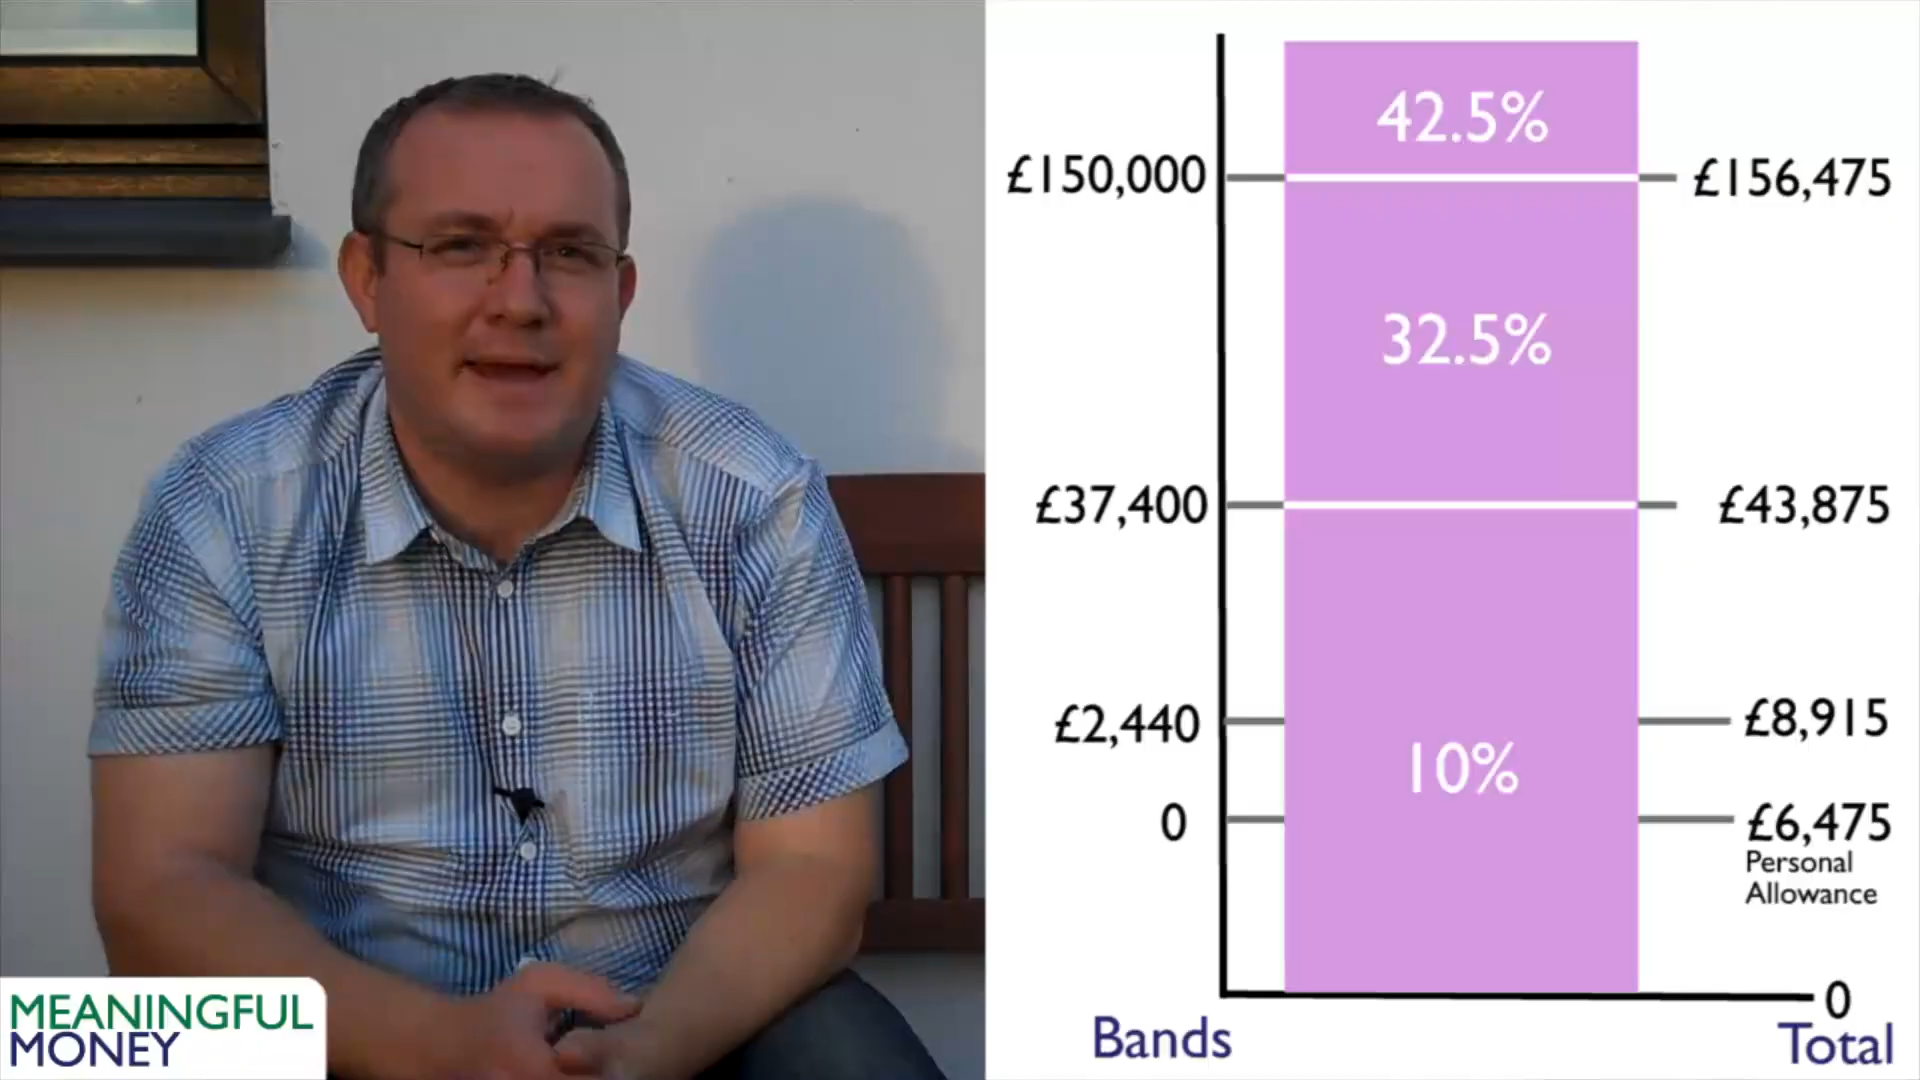 42.5%
£150,000
£156,475
32.5%
£37,400
£43,875
£2,440
£8,915
10%
0
£6,475
Personal
Allowance
0
Bands
Total
MEANINGFUL
MONEY